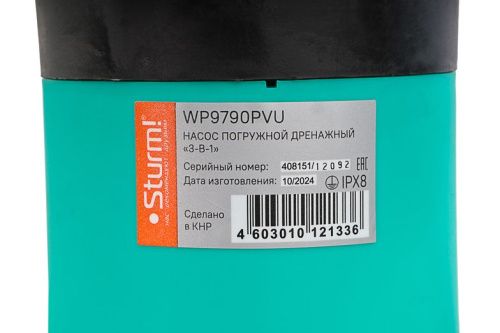 •Sturm!
WP9790PVU
НАСОС ПОГРУЖНОЙ ДРЕНАЖНЫЙ
«3-В-1»
Серийный номер: 408151/12092 EAC
Дата изготовления: 10/2024 IPX8
Сделано
в КНР
4 603010 121336